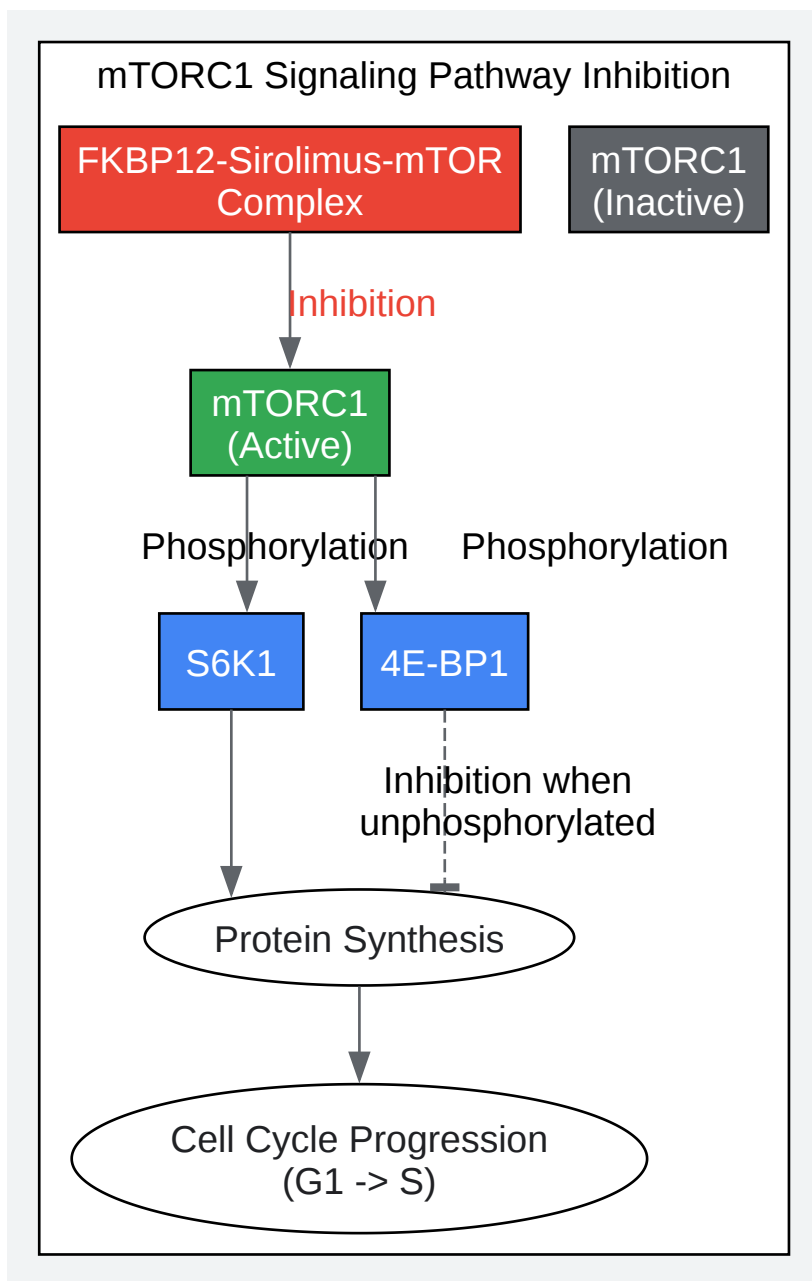 mTORC1 Signaling Pathway Inhibition
FKBP12-Sirolimus-mTOR
Complex
mTORC1
(Inactive)
Inhibition
mTORC1
(Active)
Phosphorylation
Phosphorylation
S6K1
4E-BP1
Inhibition when
unphosphorylated
Protein Synthesis
Cell Cycle Progression
(G1 -> S)